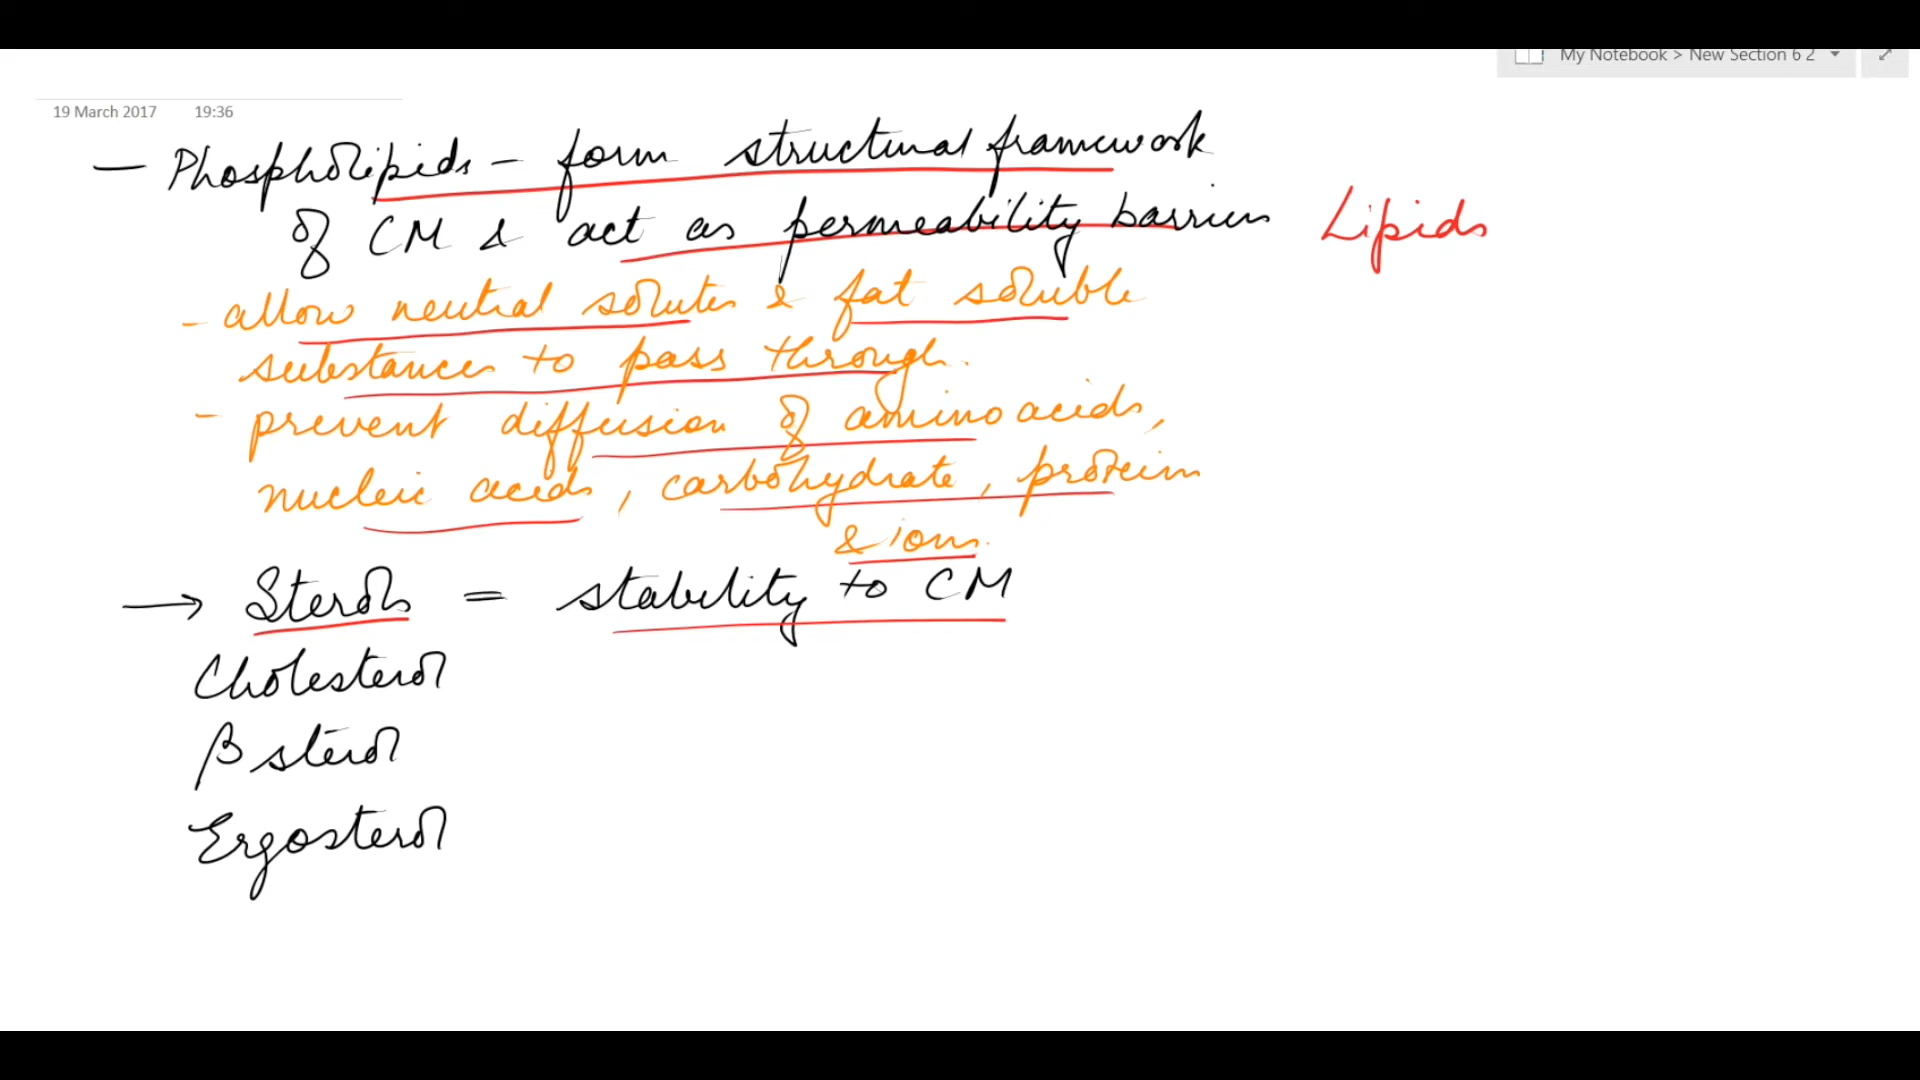 My Notebook > New Section 6 2
19 March 2017 19:36
— Phospholipids – form structural framework
of CM & act as permeability barriers
Lipids
- allow neutral solutes & fat soluble
substances to pass through.
- prevent diffusion of amino acids,
nucleic acids, carbohydrate, protein
& ions.
→ Sterols = stability to CM
Cholesterol
β sterol
Ergosterol